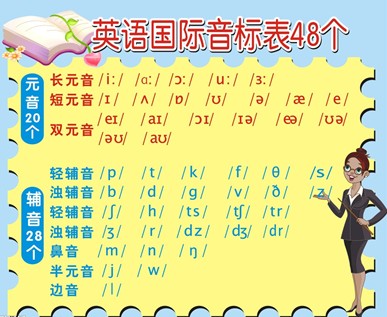 英语国际音标表48个
元音20个
长元音 /iː/ /ɑː/ /ɔː/ /uː/ /ɜː/
短元音 /ɪ/ /ʌ/ /ɒ/ /ʊ/ /ə/ /æ/ /e/
双元音 /eɪ/ /aɪ/ /ɔɪ/ /ɪə/ /eə/ /ʊə/
/əʊ/ /aʊ/
辅音28个
轻辅音 /p/ /t/ /k/ /f/ /θ/ /s/
浊辅音 /b/ /d/ /g/ /v/ /ð/ /z/
轻辅音 /ʃ/ /h/ /ts/ /tʃ/ /tr/
浊辅音 /ʒ/ /r/ /dz/ /dʒ/ /dr/
鼻音 /m/ /n/ /ŋ/
半元音 /j/ /w/
边音 /l/